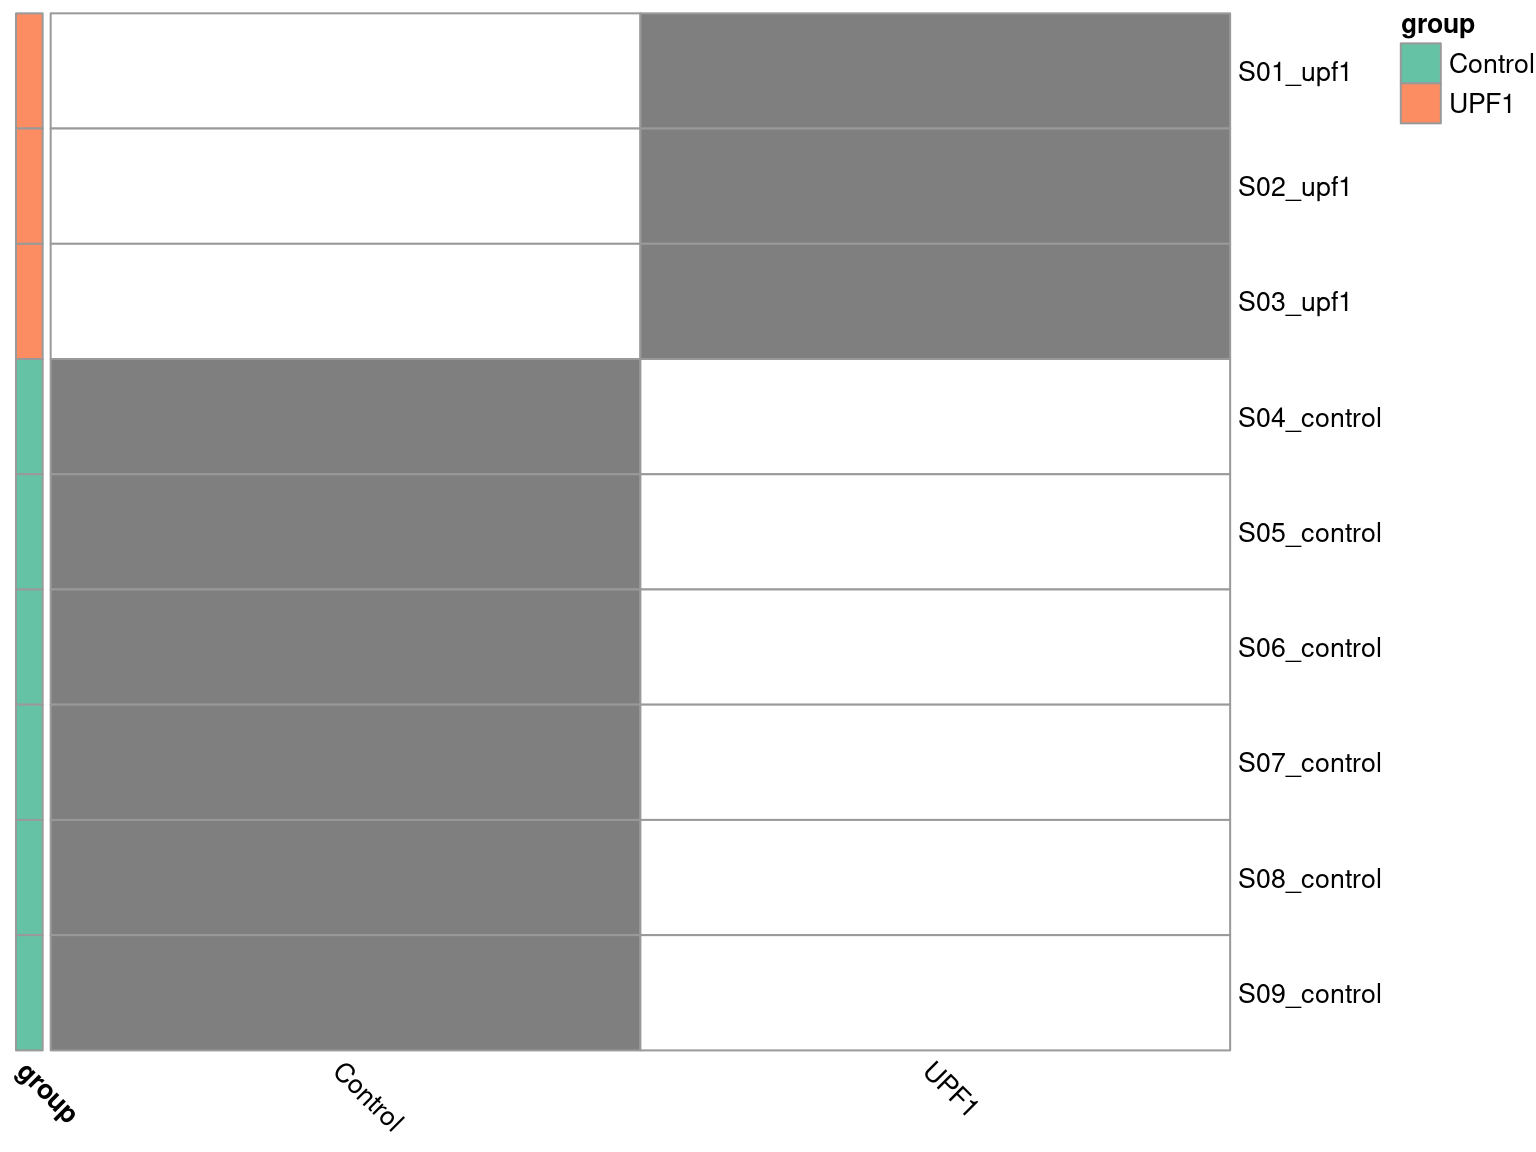 group
Control
UPF1
S01_upf1
S02_upf1
S03_upf1
S04_control
S05_control
S06_control
S07_control
S08_control
S09_control
group
Control
UPF1